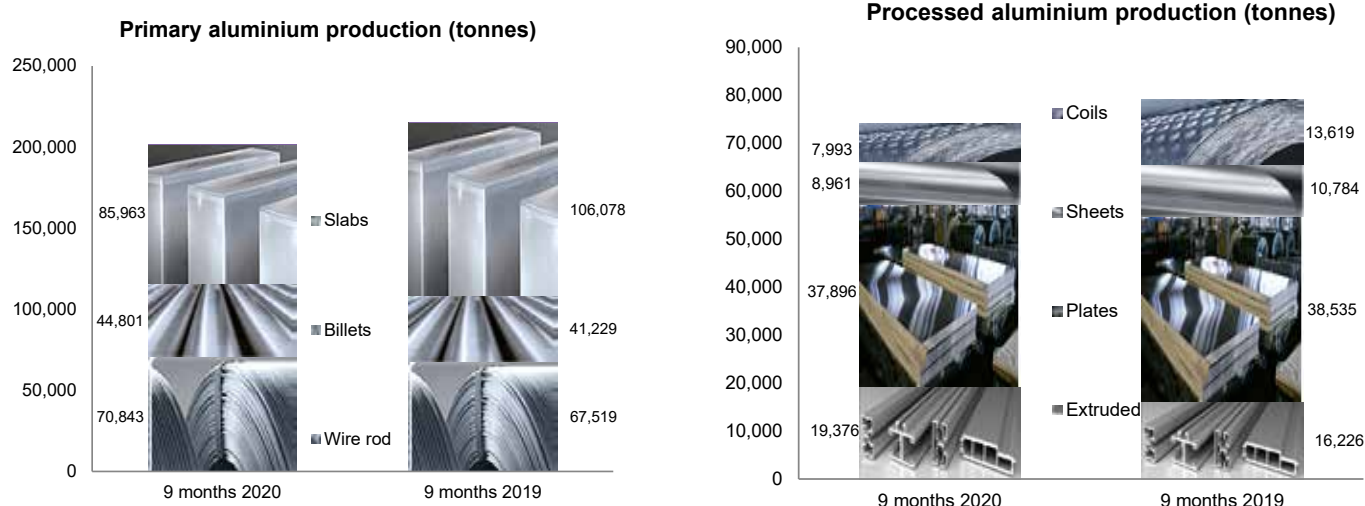 Primary aluminium production (tonnes)
250,000
200,000
150,000
100,000
50,000
0
85,963
44,801
70,843
Slabs
Billets
Wire rod
106,078
41,229
67,519
9 months 2020
9 months 2019
Processed aluminium production (tonnes)
90,000
80,000
70,000
60,000
50,000
40,000
30,000
20,000
10,000
0
7,993
8,961
37,896
19,376
Coils
Sheets
Plates
Extruded
13,619
10,784
38,535
16,226
9 months 2020
9 months 2019